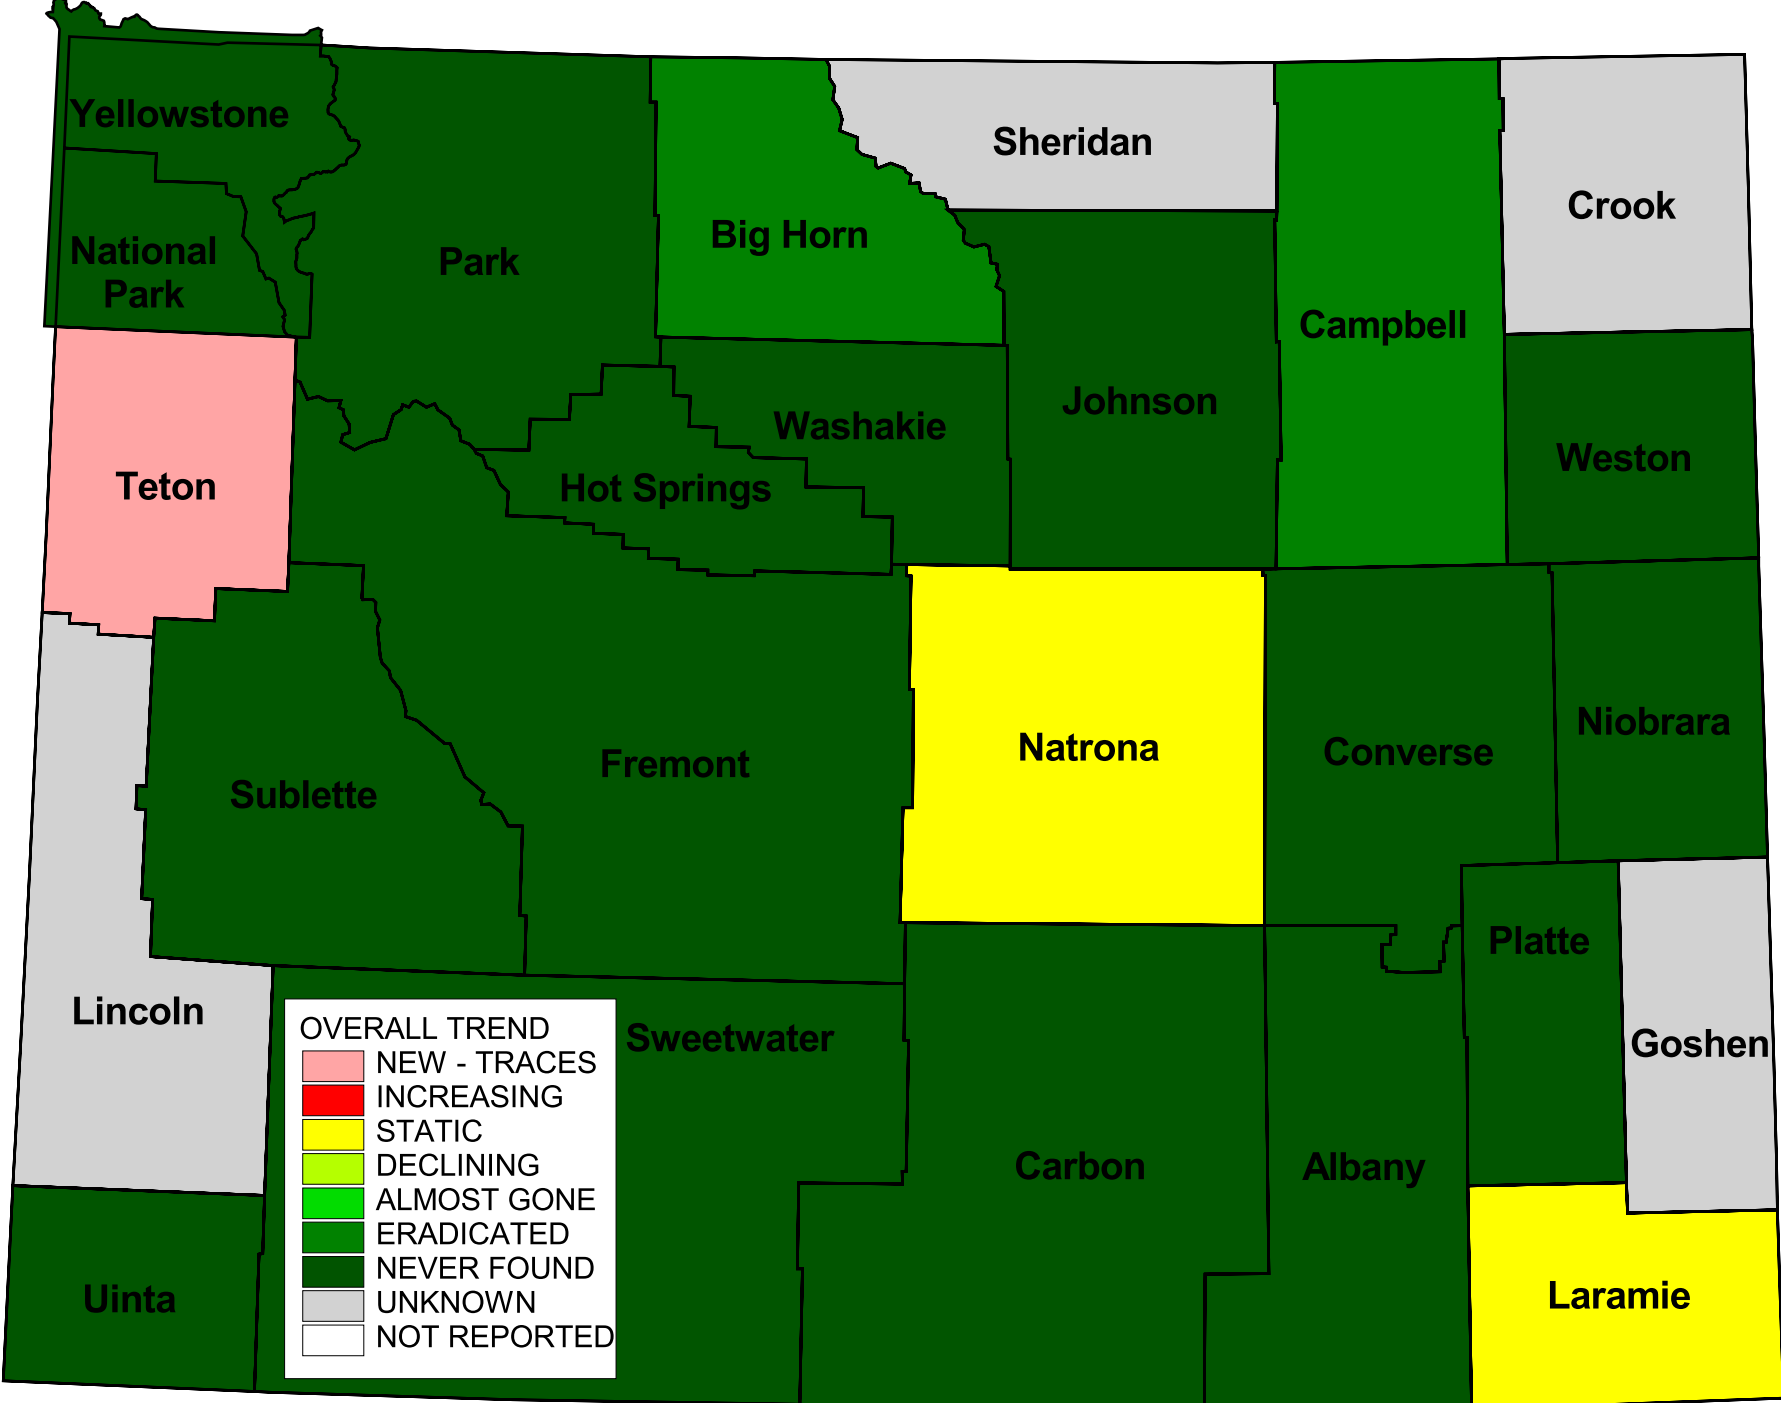 Yellowstone
National
Park
Park
Big Horn
Sheridan
Campbell
Crook
Teton
Hot Springs
Washakie
Johnson
Weston
Sublette
Fremont
Natrona
Converse
Niobrara
Lincoln
Sweetwater
Carbon
Albany
Platte
Goshen
Uinta
Laramie
OVERALL TREND
NEW - TRACES
INCREASING
STATIC
DECLINING
ALMOST GONE
ERADICATED
NEVER FOUND
UNKNOWN
NOT REPORTED